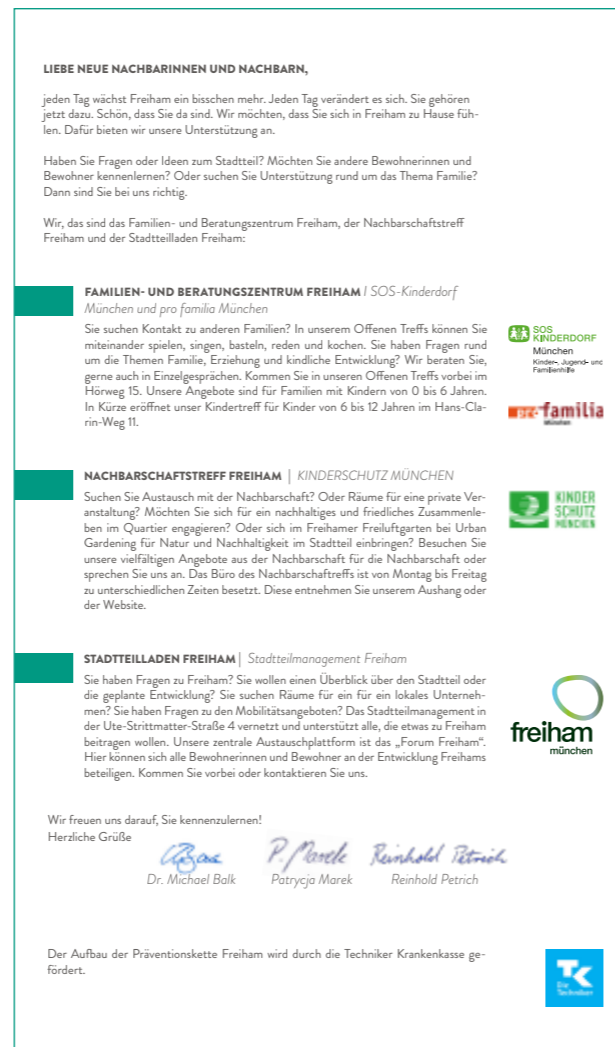 LIEBE NEUE NACHBARINNEN UND NACHBARN,
jeden Tag wächst Freiham ein bisschen mehr. Jeden Tag verändert es sich. Sie gehören
jetzt dazu. Schön, dass Sie da sind. Wir möchten, dass Sie sich in Freiham zu Hause füh-
len. Dafür bieten wir unsere Unterstützung an.
Haben Sie Fragen oder Ideen zum Stadtteil? Möchten Sie andere Bewohnerinnen und
Bewohner kennenlernen? Oder suchen Sie Unterstützung rund um das Thema Familie?
Dann sind Sie bei uns richtig.
Wir, das sind das Familien- und Beratungszentrum Freiham, der Nachbarschaftstreff
Freiham und der Stadtteilladen Freiham:
FAMILIEN- UND BERATUNGSZENTRUM FREIHAM I SOS-Kinderdorf
München und pro familia München
Sie suchen Kontakt zu anderen Familien? In unserem Offenen Treffs können Sie
miteinander spielen, singen, basteln, reden und kochen. Sie haben Fragen rund
um die Themen Familie, Erziehung und kindliche Entwicklung? Wir beraten Sie,
gerne auch in Einzelgesprächen. Kommen Sie in unseren Offenen Treffs vorbei im
Hörweg 15. Unsere Angebote sind für Familien mit Kindern von 0 bis 6 Jahren.
In Kürze eröffnet unser Kindertreff für Kinder von 6 bis 12 Jahren im Hans-Cla-
rin-Weg 11.
SOS
KINDERDORF
München
Kinder-, Jugend- und
Familienhilfe
pro familia
München
NACHBARSCHAFTSTREFF FREIHAM | KINDERSCHUTZ MÜNCHEN
Suchen Sie Austausch mit der Nachbarschaft? Oder Räume für eine private Ver-
anstaltung? Möchten Sie sich für ein nachhaltiges und friedliches Zusammenle-
ben im Quartier engagieren? Oder sich im Freihamer Freiluftgarten bei Urban
Gardening für Natur und Nachhaltigkeit im Stadtteil einbringen? Besuchen Sie
unsere vielfältigen Angebote aus der Nachbarschaft für die Nachbarschaft oder
sprechen Sie uns an. Das Büro des Nachbarschaftreffs ist von Montag bis Freitag
zu unterschiedlichen Zeiten besetzt. Diese entnehmen Sie unserem Aushang oder
der Website.
KINDER
SCHUTZ
MÜNCHEN
STADTTEILLADEN FREIHAM | Stadtteilmanagement Freiham
Sie haben Fragen zu Freiham? Sie wollen einen Überblick über den Stadtteil oder
die geplante Entwicklung? Sie suchen Räume für ein für ein lokales Unterneh-
men? Sie haben Fragen zu den Mobilitätsangeboten? Das Stadtteilmanagement in
der Ute-Strittmatter-Straße 4 vernetzt und unterstützt alle, die etwas zu Freiham
beitragen wollen. Unsere zentrale Austauschplattform ist das „Forum Freiham“.
Hier können sich alle Bewohnerinnen und Bewohner an der Entwicklung Freihams
beteiligen. Kommen Sie vorbei oder kontaktieren Sie uns.
freiham
münchen
Wir freuen uns darauf, Sie kennenzulernen!
Herzliche Grüße
P. Marek Reinhold Petrich
Dr. Michael Balk Patrycja Marek Reinhold Petrich
Der Aufbau der Präventionskette Freiham wird durch die Techniker Krankenkasse ge-
fördert.
TK
Die
Techniker